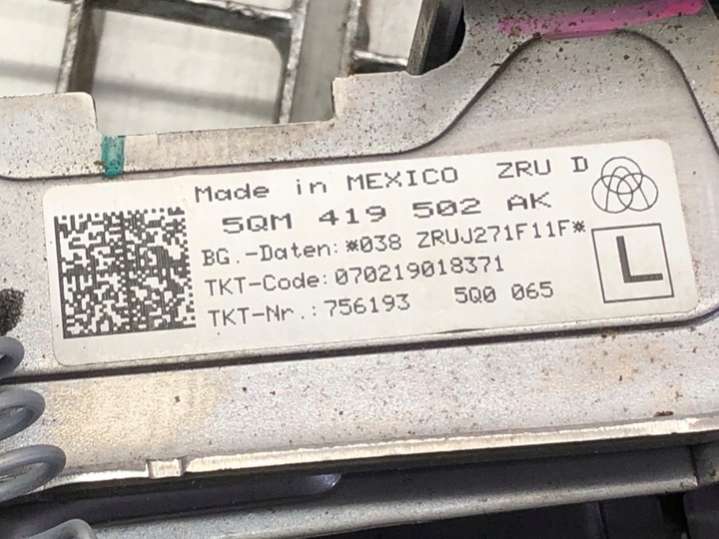 Made in MEXICO ZRU D
5QM 419 502 AK
BG.-Daten:*038 ZRUJ271F11F*
TKT-Code:070219018371
TKT-Nr.:756193 5Q0 065
L